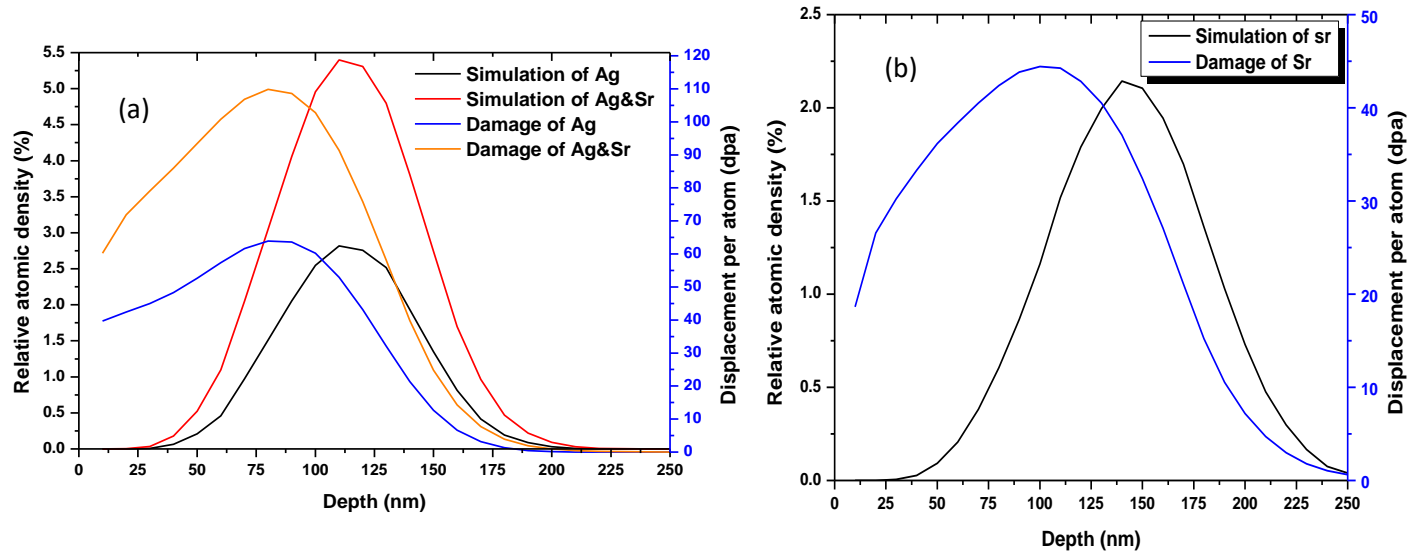 (a)
Simulation of Ag
Simulation of Ag&Sr
Damage of Ag
Damage of Ag&Sr
Relative atomic density (%)
5.5
5.0
4.5
4.0
3.5
3.0
2.5
2.0
1.5
1.0
0.5
0.0
120
110
100
90
80
70
60
50
40
30
20
10
0
Displacement per atom (dpa)
0 25 50 75 100 125 150 175 200 225 250
Depth (nm)
(b)
Simulation of sr
Damage of Sr
Relative atomic density (%)
2.5
2.0
1.5
1.0
0.5
0.0
50
40
30
20
10
0
Displacement per atom (dpa)
0 25 50 75 100 125 150 175 200 225 250
Depth (nm)